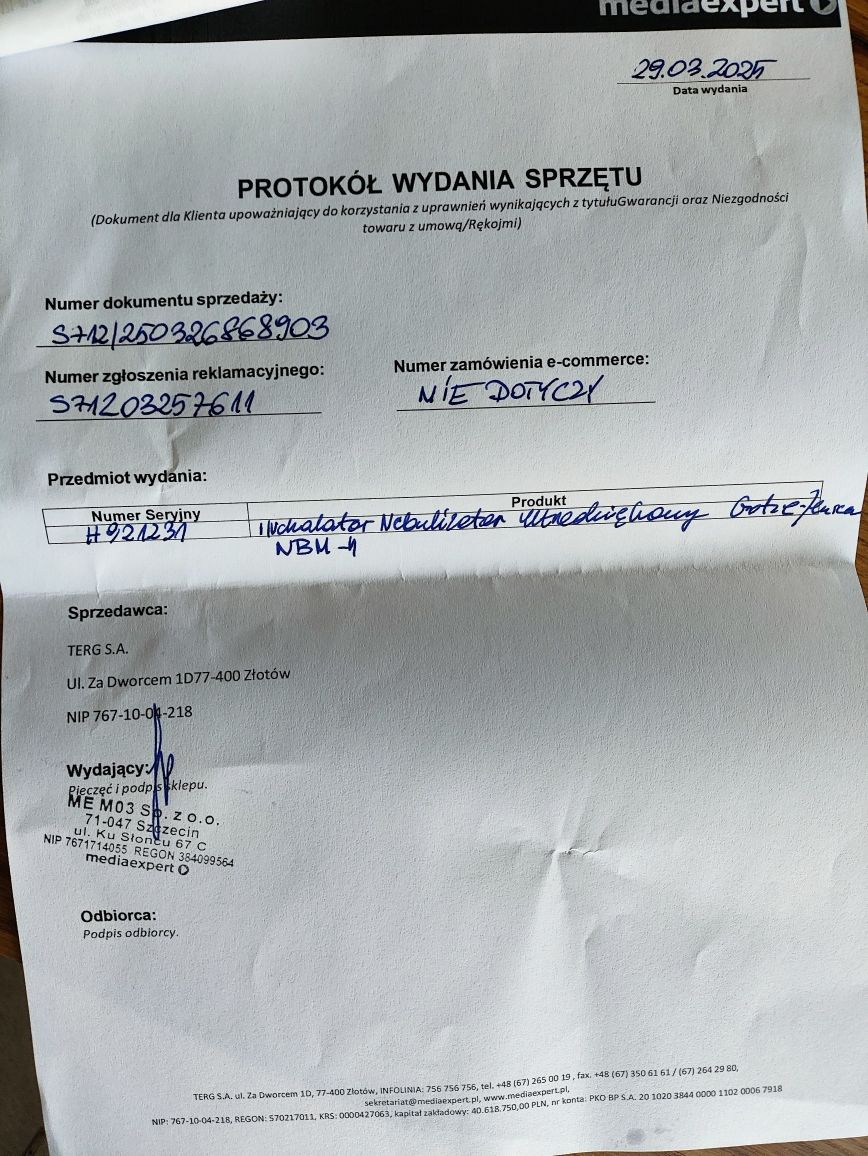 mediaexpert
29.03.2025
Data wydania
PROTOKÓŁ WYDANIA SPRZĘTU
(Dokument dla Klienta upoważniający do korzystania z uprawnień wynikających z tytułuGwarancji oraz Niezgodności
towaru z umową/Rękojmi)
Numer dokumentu sprzedaży:
S712/250326868903
Numer zgłoszenia reklamacyjnego:
S71203257611
Numer zamówienia e-commerce:
NIE DOTYCZY
Przedmiot wydania:
Numer Seryjny
Produkt
H921231
Inchalator Nebulizator Ultradźwiękowy Gotze-Jensen
NBM-4
Sprzedawca:
TERG S.A.
Ul. Za Dworcem 1D77-400 Złotów
NIP 767-10-04-218
Wydający:
Pieczęć i podpis sklepu.
ME M03 Sp. z o.o.
71-047 Szczecin
ul. Ku Słońcu 67 C
NIP 7671714055 REGON 384099564
mediaexpert
Odbiorca:
Podpis odbiorcy.
TERG S.A. ul. Za Dworcem 1D, 77-400 Złotów, INFOLINIA: 756 756 756, tel. +48 (67) 265 00 19 , fax. +48 (67) 350 61 61 / (67) 264 29 80,
sekretariat@mediaexpert.pl, www.mediaexpert.pl,
NIP: 767-10-04-218, REGON: 570217011, KRS: 0000427063, kapitał zakładowy: 40.618.750,00 PLN, nr konta: PKO BP S.A. 20 1020 3844 0000 1102 0006 7918